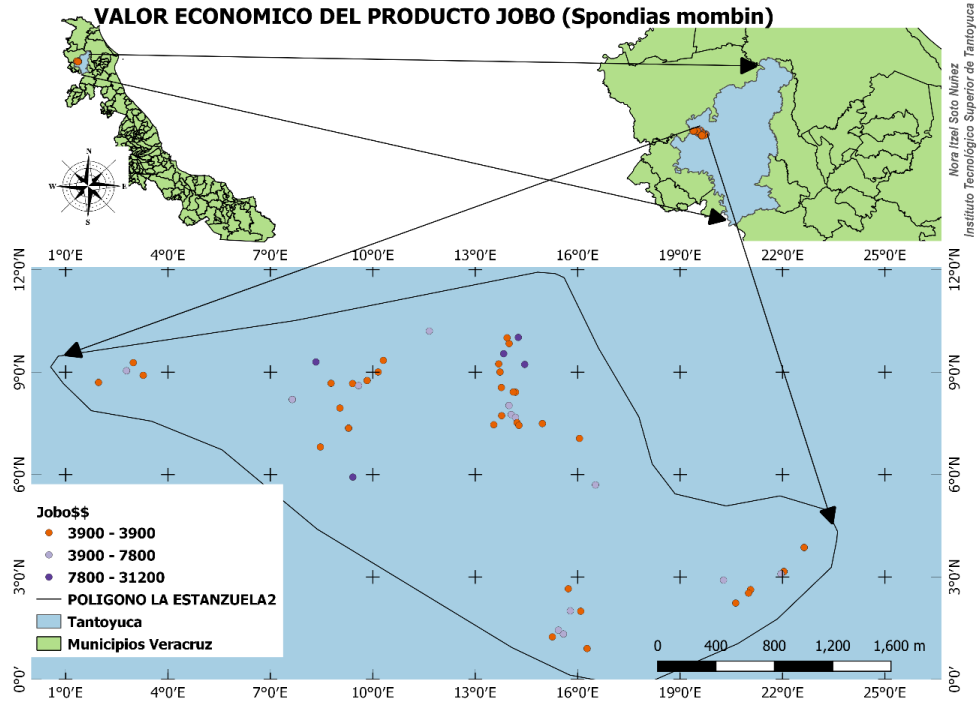 VALOR ECONOMICO DEL PRODUCTO JOBO (Spondias mombin)
Nora Itzel Soto Nuñez
Instituto Tecnológico Superior de Tantoyuca
N
W E
S
1°0′E 4°0′E 7°0′E 10°0′E 13°0′E 16°0′E 19°0′E 22°0′E 25°0′E
12°0′N 12°0′N
9°0′N 9°0′N
6°0′N 6°0′N
Jobo$$
3900 - 3900
3900 - 7800
7800 - 31200
POLIGONO LA ESTANZUELA2
Tantoyuca
Municipios Veracruz
3°0′N 3°0′N
0 400 800 1,200 1,600 m
0°0′ 0°0′
1°0′E 4°0′E 7°0′E 10°0′E 13°0′E 16°0′E 19°0′E 22°0′E 25°0′E